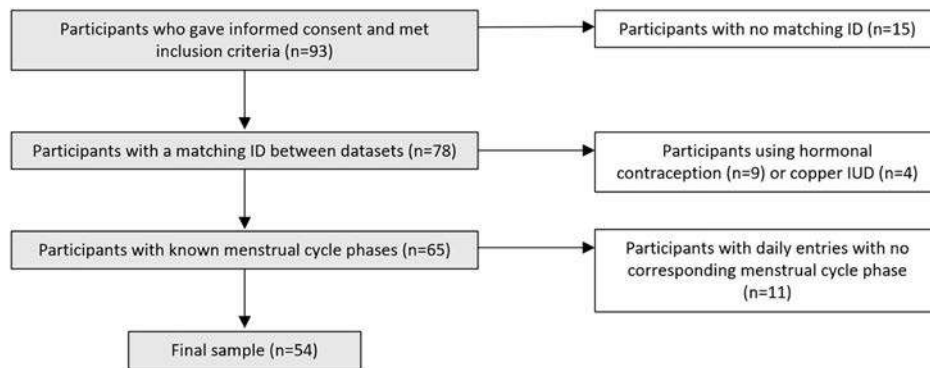 Participants who gave informed consent and met
inclusion criteria (n=93)
Participants with no matching ID (n=15)
Participants with a matching ID between datasets (n=78)
Participants using hormonal
contraception (n=9) or copper IUD (n=4)
Participants with known menstrual cycle phases (n=65)
Participants with daily entries with no
corresponding menstrual cycle phase
(n=11)
Final sample (n=54)